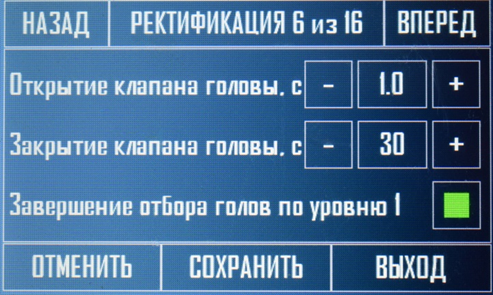 НАЗАД РЕКТИФИКАЦИЯ 6 из 16 ВПЕРЕД
Открытие клапана головы, с - 1.0 +
Закрытие клапана головы, с - 30 +
Завершение отбора голов по уровню 1
ОТМЕНИТЬ СОХРАНИТЬ ВЫХОД